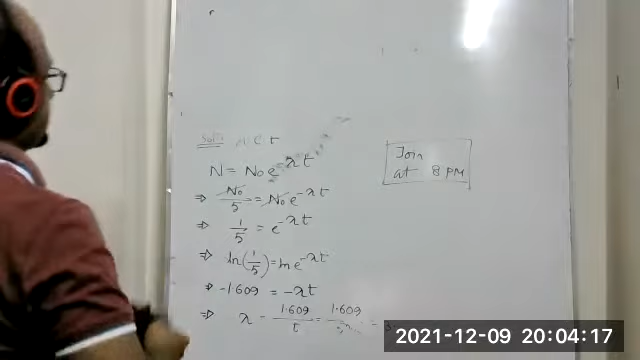 Soln:
N = N₀e^-λt
⇒ N₀/5 = N₀e^-λt
⇒ 1/5 = e^-λt
⇒ ln(1/5) = ln e^-λt
⇒ -1.609 = -λt
⇒ λ = 1.609/t = 1.609/
Join
at 8 PM
2021-12-09 20:04:17